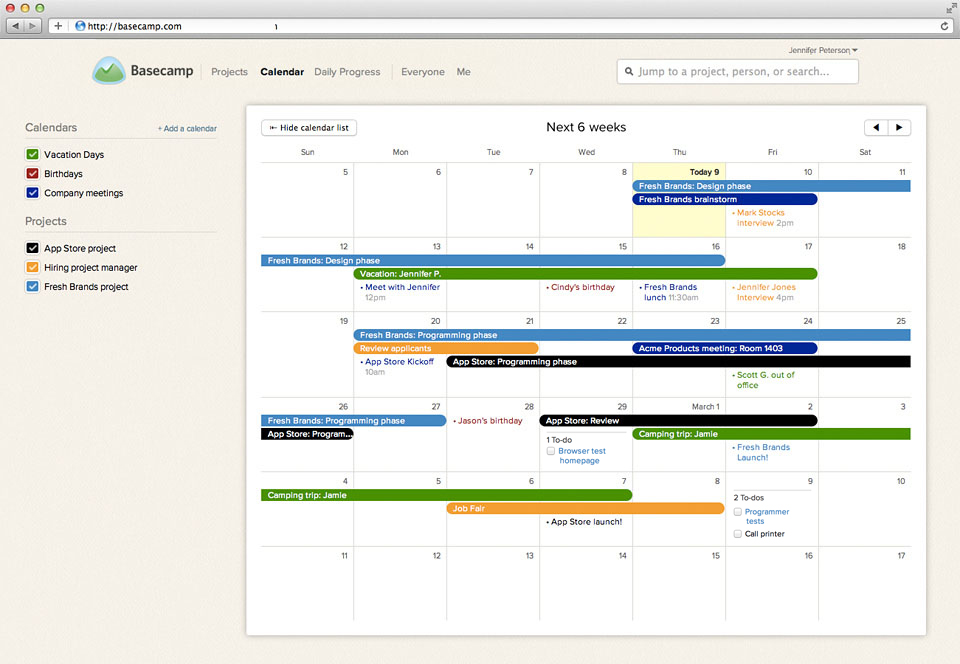 http://basecamp.com
Jennifer Peterson
Basecamp
Projects
Calendar
Daily Progress
Everyone
Me
Jump to a project, person, or search...
Calendars
+ Add a calendar
Vacation Days
Birthdays
Company meetings
Projects
App Store project
Hiring project manager
Fresh Brands project
Hide calendar list
Next 6 weeks
Sun Mon Tue Wed Thu Fri Sat
5 6 7 8 Today 9 10 11
Fresh Brands: Design phase
Fresh Brands brainstorm
• Mark Stocks
Interview 2pm
12 13 14 15 16 17 18
Fresh Brands: Design phase
Vacation: Jennifer P.
• Meet with Jennifer
12pm
• Cindy's birthday
• Fresh Brands
lunch 11:30am
• Jennifer Jones
Interview 4pm
19 20 21 22 23 24 25
Fresh Brands: Programming phase
Review applicants
Acme Products meeting: Room 1403
• App Store Kickoff
10am
App Store: Programming phase
• Scott G. out of
office
26 27 28 29 March 1 2 3
Fresh Brands: Programming phase
• Jason's birthday
App Store: Review
App Store: Program...
Camping trip: Jamie
1 To-do
Browser test
homepage
• Fresh Brands
Launch!
4 5 6 7 8 9 10
Camping trip: Jamie
Job Fair
• App Store launch!
2 To-dos
Programmer
tests
Call printer
11 12 13 14 15 16 17